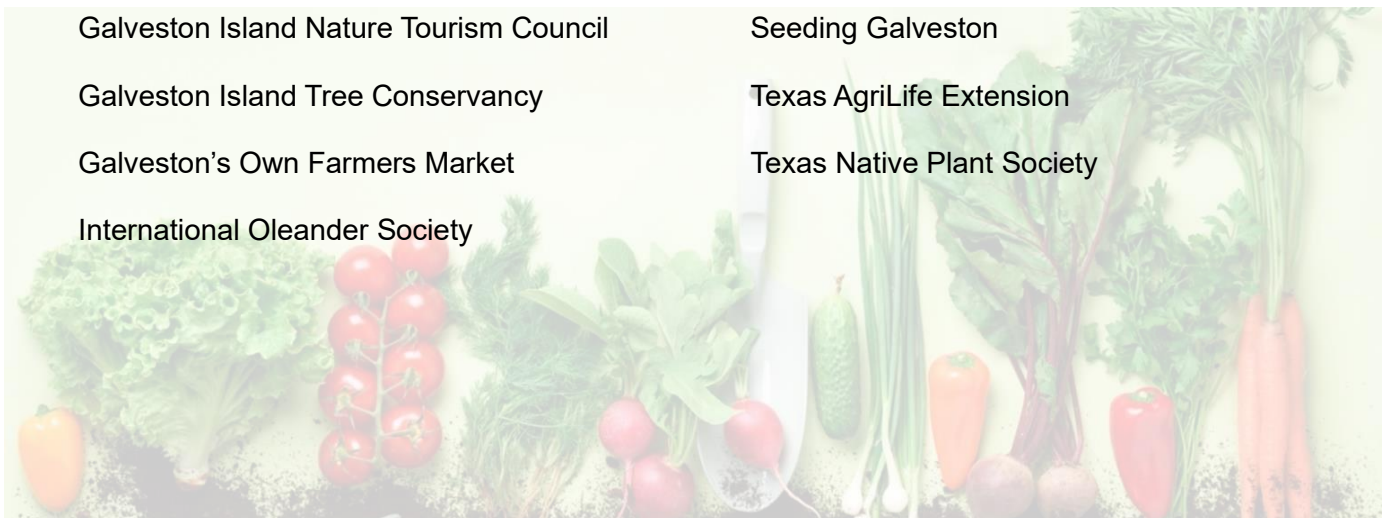 Galveston Island Nature Tourism Council
Galveston Island Tree Conservancy
Galveston’s Own Farmers Market
International Oleander Society
Seeding Galveston
Texas AgriLife Extension
Texas Native Plant Society